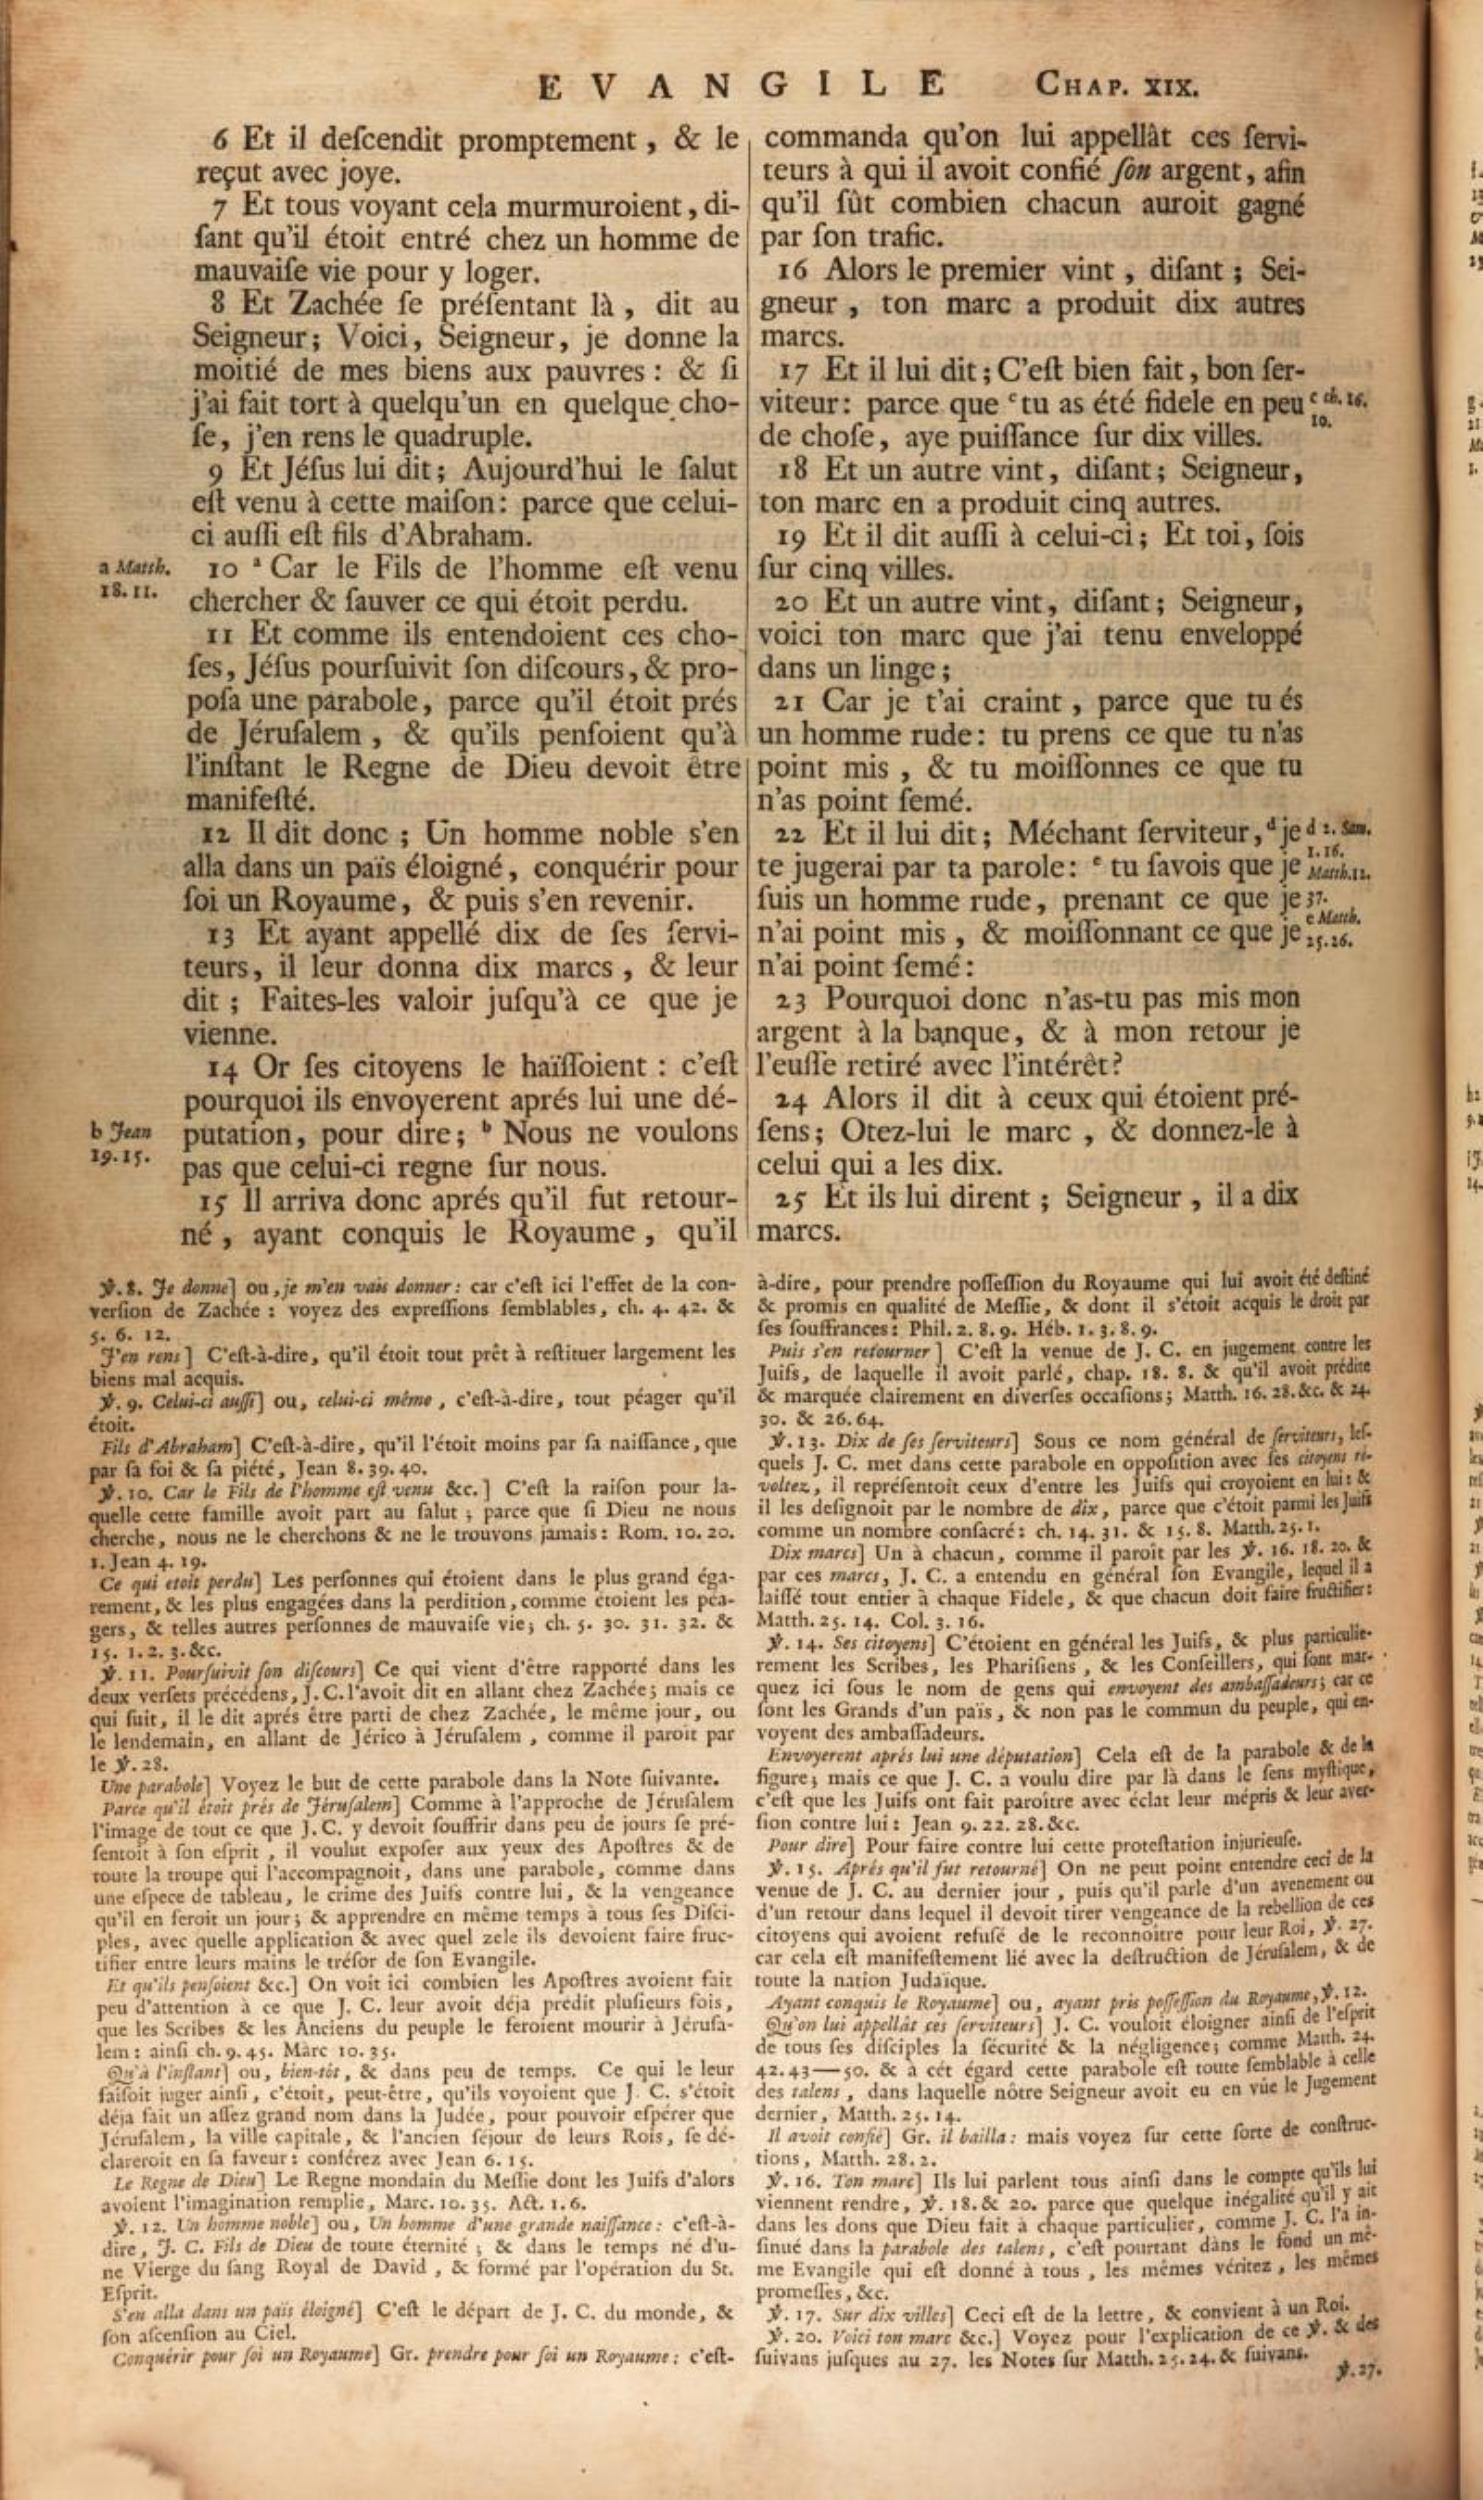 EVANGILE CHAP. XIX.
6 Et il deſcendit promptement, & le
reçut avec joye.
7 Et tous voyant cela murmuroient, di-
ſant qu'il étoit entré chez un homme de
mauvaiſe vie pour y loger.
8 Et Zachée ſe préſentant là, dit au
Seigneur; Voici, Seigneur, je donne la
moitié de mes biens aux pauvres: & ſi
j'ai fait tort à quelqu'un en quelque cho-
ſe, j'en rens le quadruple.
9 Et Jéſus lui dit; Aujourd'hui le ſalut
eſt venu à cette maiſon: parce que celui-
ci auſſi eſt fils d'Abraham.
a Matth.
18. 11.
10 a Car le Fils de l'homme eſt venu
chercher & ſauver ce qui étoit perdu.
11 Et comme ils entendoient ces cho-
ſes, Jéſus pourſuivit ſon diſcours, & pro-
poſa une parabole, parce qu'il étoit prés
de Jéruſalem, & qu'ils penſoient qu'à
l'inſtant le Regne de Dieu devoit être
manifeſté.
12 Il dit donc; Un homme noble s'en
alla dans un païs éloigné, conquérir pour
ſoi un Royaume, & puis s'en revenir.
13 Et ayant appellé dix de ſes ſervi-
teurs, il leur donna dix marcs, & leur
dit; Faites-les valoir juſqu'à ce que je
vienne.
14 Or ſes citoyens le haïſſoient: c'eſt
pourquoi ils envoyerent aprés lui une dé-
b Jean
19. 15.
putation, pour dire; b Nous ne voulons
pas que celui-ci regne ſur nous.
15 Il arriva donc aprés qu'il fut retour-
né, ayant conquis le Royaume, qu'il
commanda qu'on lui appellât ces ſervi-
teurs à qui il avoit confié ſon argent, afin
qu'il ſût combien chacun auroit gagné
par ſon trafic.
16 Alors le premier vint, diſant; Sei-
gneur, ton marc a produit dix autres
marcs.
17 Et il lui dit; C'eſt bien fait, bon ſer-
viteur: parce que c tu as été fidele en peu
c ch. 16.
10.
de choſe, aye puiſſance ſur dix villes.
18 Et un autre vint, diſant; Seigneur,
ton marc en a produit cinq autres.
19 Et il dit auſſi à celui-ci; Et toi, ſois
ſur cinq villes.
20 Et un autre vint, diſant; Seigneur,
voici ton marc que j'ai tenu enveloppé
dans un linge;
21 Car je t'ai craint, parce que tu és
un homme rude: tu prens ce que tu n'as
point mis, & tu moiſſonnes ce que tu
n'as point ſemé.
22 Et il lui dit; Méchant ſerviteur, d je
te jugerai par ta parole: e tu ſavois que je
ſuis un homme rude, prenant ce que je
n'ai point mis, & moiſſonnant ce que je
d 2. Sam.
1. 16.
Matth. 12.
37.
e Matth.
25. 26.
n'ai point ſemé:
23 Pourquoi donc n'as-tu pas mis mon
argent à la banque, & à mon retour je
l'euſſe retiré avec l'intérêt?
24 Alors il dit à ceux qui étoient pré-
ſens; Otez-lui le marc, & donnez-le à
celui qui a les dix.
25 Et ils lui dirent; Seigneur, il a dix
marcs.
℣. 8. Je donne] ou, je m'en vais donner: car c'eſt ici l'effet de la con-
verſion de Zachée: voyez des expreſſions ſemblables, ch. 4. 42. &
5. 6. 12.
J'en rens] C'eſt-à-dire, qu'il étoit tout prêt à reſtituer largement les
biens mal acquis.
℣. 9. Celui-ci auſſi] ou, celui-ci même, c'eſt-à-dire, tout péager qu'il
étoit.
Fils d'Abraham] C'eſt-à-dire, qu'il l'étoit moins par ſa naiſſance, que
par ſa foi & ſa piété, Jean 8. 39. 40.
℣. 10. Car le Fils de l'homme eſt venu &c.] C'eſt la raiſon pour la-
quelle cette famille avoit part au ſalut; parce que ſi Dieu ne nous
cherche, nous ne le cherchons & ne le trouvons jamais: Rom. 10. 20.
1. Jean 4. 19.
Ce qui etoit perdu] Les perſonnes qui étoient dans le plus grand éga-
rement, & les plus engagées dans la perdition, comme étoient les péa-
gers, & telles autres perſonnes de mauvaiſe vie; ch. 5. 30. 31. 32. &
15. 1. 2. 3. &c.
℣. 11. Pourſuivit ſon diſcours] Ce qui vient d'être rapporté dans les
deux verſets précédens, J. C. l'avoit dit en allant chez Zachée; mais ce
qui ſuit, il le dit aprés être parti de chez Zachée, le même jour, ou
le lendemain, en allant de Jérico à Jéruſalem, comme il paroit par
le ℣. 28.
Une parabole] Voyez le but de cette parabole dans la Note ſuivante.
Parce qu'il étoit prés de Jéruſalem] Comme à l'approche de Jéruſalem
l'image de tout ce que J. C. y devoit ſouffrir dans peu de jours ſe pré-
ſentoit à ſon eſprit, il voulut expoſer aux yeux des Apoſtres & de
toute la troupe qui l'accompagnoit, dans une parabole, comme dans
une eſpece de tableau, le crime des Juifs contre lui, & la vengeance
qu'il en feroit un jour; & apprendre en même temps à tous ſes Diſci-
ples, avec quelle application & avec quel zele ils devoient faire fruc-
tifier entre leurs mains le tréſor de ſon Evangile.
Et qu'ils penſoient &c.] On voit ici combien les Apoſtres avoient fait
peu d'attention à ce que J. C. leur avoit déja prédit pluſieurs fois,
que les Scribes & les Anciens du peuple le feroient mourir à Jéruſa-
lem: ainſi ch. 9. 45. Marc 10. 35.
Qu'à l'inſtant] ou, bien-tôt, & dans peu de temps. Ce qui le leur
faiſoit juger ainſi, c'étoit, peut-être, qu'ils voyoient que J. C. s'étoit
déja fait un aſſez grand nom dans la Judée, pour pouvoir eſpérer que
Jéruſalem, la ville capitale, & l'ancien ſéjour de leurs Rois, ſe dé-
clareroit en ſa faveur: conférez avec Jean 6. 15.
Le Regne de Dieu] Le Regne mondain du Meſſie dont les Juifs d'alors
avoient l'imagination remplie, Marc. 10. 35. Act. 1. 6.
℣. 12. Un homme noble] ou, Un homme d'une grande naiſſance: c'eſt-à-
dire, J. C. Fils de Dieu de toute éternité; & dans le temps né d'u-
ne Vierge du ſang Royal de David, & formé par l'opération du St.
Eſprit.
S'en alla dans un païs éloigné] C'eſt le départ de J. C. du monde, &
ſon aſcenſion au Ciel.
Conquérir pour ſoi un Royaume] Gr. prendre pour ſoi un Royaume: c'eſt-
à-dire, pour prendre poſſeſſion du Royaume qui lui avoit été deſtiné
& promis en qualité de Meſſie, & dont il s'étoit acquis le droit par
ſes ſouffrances: Phil. 2. 8. 9. Héb. 1. 3. 8. 9.
Puis s'en retourner] C'eſt la venue de J. C. en jugement contre les
Juifs, de laquelle il avoit parlé, chap. 18. 8. & qu'il avoit prédite
& marquée clairement en diverſes occaſions; Matth. 16. 28. &c. & 24.
30. & 26. 64.
℣. 13. Dix de ſes ſerviteurs] Sous ce nom général de ſerviteurs, leſ-
quels J. C. met dans cette parabole en oppoſition avec ſes citoyens ré-
voltez, il repréſentoit ceux d'entre les Juifs qui croyoient en lui: &
il les deſignoit par le nombre de dix, parce que c'étoit parmi les Juifs
comme un nombre conſacré: ch. 14. 31. & 15. 8. Matth. 25. 1.
Dix marcs] Un à chacun, comme il paroît par les ℣. 16. 18. 20. &
par ces marcs, J. C. a entendu en général ſon Evangile, lequel il a
laiſſé tout entier à chaque Fidele, & que chacun doit faire fructifier:
Matth. 25. 14. Col. 3. 16.
℣. 14. Ses citoyens] C'étoient en général les Juifs, & plus particulie-
rement les Scribes, les Phariſiens, & les Conſeillers, qui ſont mar-
quez ici ſous le nom de gens qui envoyent des ambaſſadeurs; car ce
ſont les Grands d'un païs, & non pas le commun du peuple, qui en-
voyent des ambaſſadeurs.
Envoyerent aprés lui une députation] Cela eſt de la parabole & de la
figure; mais ce que J. C. a voulu dire par là dans le ſens myſtique,
c'eſt que les Juifs ont fait paroître avec éclat leur mépris & leur aver-
ſion contre lui: Jean 9. 22. 28. &c.
Pour dire] Pour faire contre lui cette proteſtation injurieuſe.
℣. 15. Aprés qu'il fut retourné] On ne peut point entendre ceci de la
venue de J. C. au dernier jour, puis qu'il parle d'un avenement ou
d'un retour dans lequel il devoit tirer vengeance de la rebellion de ces
citoyens qui avoient refuſé de le reconnoitre pour leur Roi, ℣. 27.
car cela eſt manifeſtement lié avec la deſtruction de Jéruſalem, & de
toute la nation Judaïque.
Ayant conquis le Royaume] ou, ayant pris poſſeſſion du Royaume, ℣. 12.
Qu'on lui appellât ces ſerviteurs] J. C. vouloit éloigner ainſi de l'eſprit
de tous ſes diſciples la ſécurité & la négligence; comme Matth. 24.
42. 43—50. & à cét égard cette parabole eſt toute ſemblable à celle
des talens, dans laquelle nôtre Seigneur avoit eu en vûe le Jugement
dernier, Matth. 25. 14.
Il avoit confié] Gr. il bailla: mais voyez ſur cette ſorte de conſtruc-
tions, Matth. 28. 2.
℣. 16. Ton marc] Ils lui parlent tous ainſi dans le compte qu'ils lui
viennent rendre, ℣. 18. & 20. parce que quelque inégalité qu'il y ait
dans les dons que Dieu fait à chaque particulier, comme J. C. l'a in-
ſinué dans la parabole des talens, c'eſt pourtant dans le fond un mê-
me Evangile qui eſt donné à tous, les mêmes véritez, les mêmes
promeſſes, &c.
℣. 17. Sur dix villes] Ceci eſt de la lettre, & convient à un Roi.
℣. 20. Voici ton marc &c.] Voyez pour l'explication de ce ℣. & des
ſuivans juſques au 27. les Notes ſur Matth. 25. 24. & ſuivans.
℣. 27.